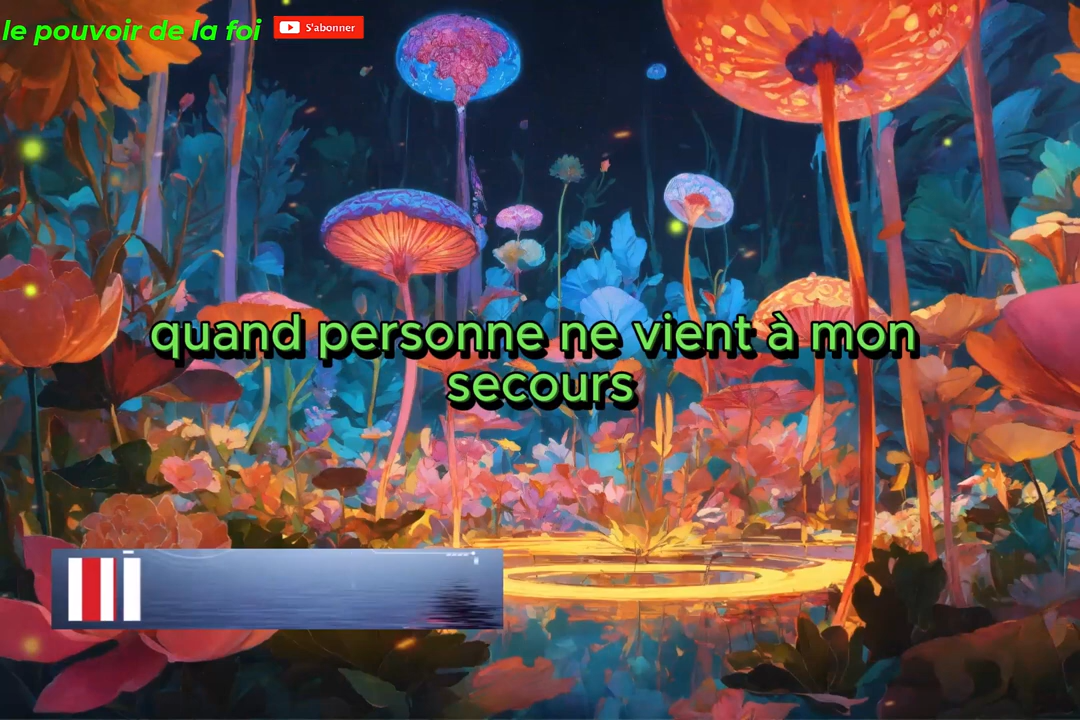 le pouvoir de la foi
S'abonner
quand personne ne vient à mon
secours